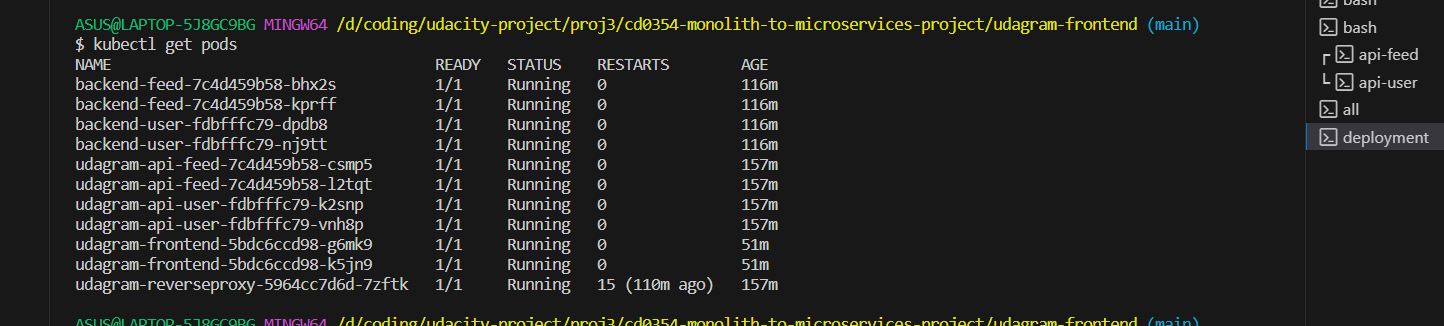 ASUS@LAPTOP-5J8GC9BG MINGW64 /d/coding/udacity-project/proj3/cd0354-monolith-to-microservices-project/udagram-frontend (main)
$ kubectl get pods
NAME READY STATUS RESTARTS AGE
backend-feed-7c4d459b58-bhx2s 1/1 Running 0 116m
backend-feed-7c4d459b58-kprff 1/1 Running 0 116m
backend-user-fdbfffc79-dpdb8 1/1 Running 0 116m
backend-user-fdbfffc79-nj9tt 1/1 Running 0 116m
udagram-api-feed-7c4d459b58-csmp5 1/1 Running 0 157m
udagram-api-feed-7c4d459b58-l2tqt 1/1 Running 0 157m
udagram-api-user-fdbfffc79-k2snp 1/1 Running 0 157m
udagram-api-user-fdbfffc79-vnh8p 1/1 Running 0 157m
udagram-frontend-5bdc6ccd98-g6mk9 1/1 Running 0 51m
udagram-frontend-5bdc6ccd98-k5jn9 1/1 Running 0 51m
udagram-reverseproxy-5964cc7d6d-7zftk 1/1 Running 15 (110m ago) 157m
ASUS@LAPTOP-5J8GC9BG MINGW64 /d/coding/udacity-project/proj3/cd0354-monolith-to-microservices-project/udagram-frontend (main)
bash
bash
api-feed
api-user
all
deployment